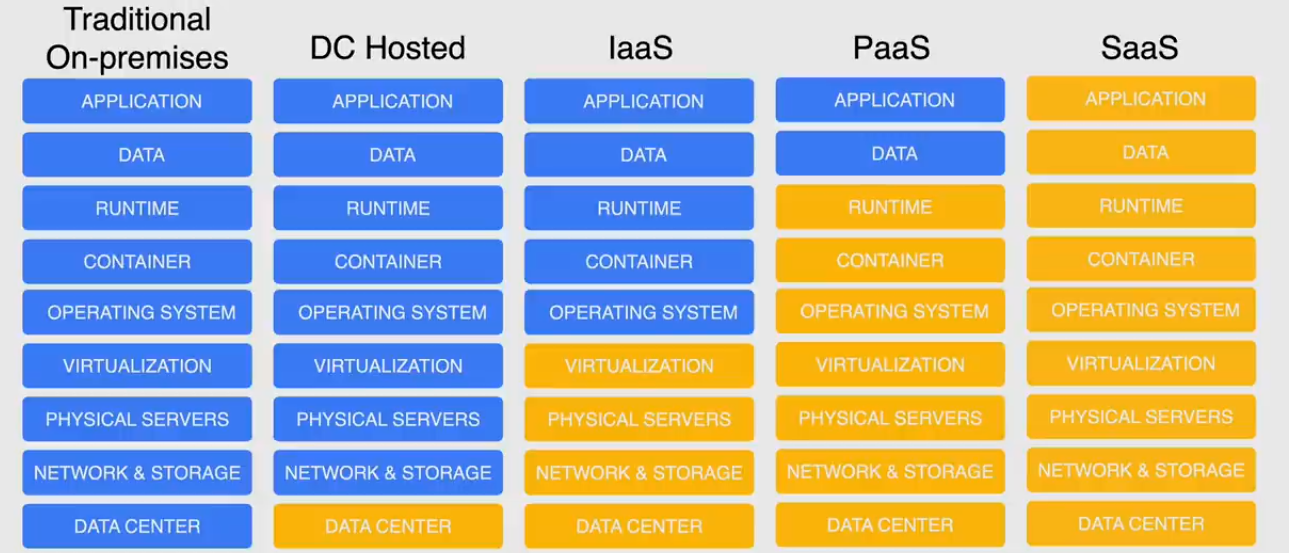 Traditional
On-premises
DC Hosted
IaaS
PaaS
SaaS
APPLICATION
APPLICATION
APPLICATION
APPLICATION
APPLICATION
DATA
DATA
DATA
DATA
DATA
RUNTIME
RUNTIME
RUNTIME
RUNTIME
RUNTIME
CONTAINER
CONTAINER
CONTAINER
CONTAINER
CONTAINER
OPERATING SYSTEM
OPERATING SYSTEM
OPERATING SYSTEM
OPERATING SYSTEM
OPERATING SYSTEM
VIRTUALIZATION
VIRTUALIZATION
VIRTUALIZATION
VIRTUALIZATION
VIRTUALIZATION
PHYSICAL SERVERS
PHYSICAL SERVERS
PHYSICAL SERVERS
PHYSICAL SERVERS
PHYSICAL SERVERS
NETWORK & STORAGE
NETWORK & STORAGE
NETWORK & STORAGE
NETWORK & STORAGE
NETWORK & STORAGE
DATA CENTER
DATA CENTER
DATA CENTER
DATA CENTER
DATA CENTER